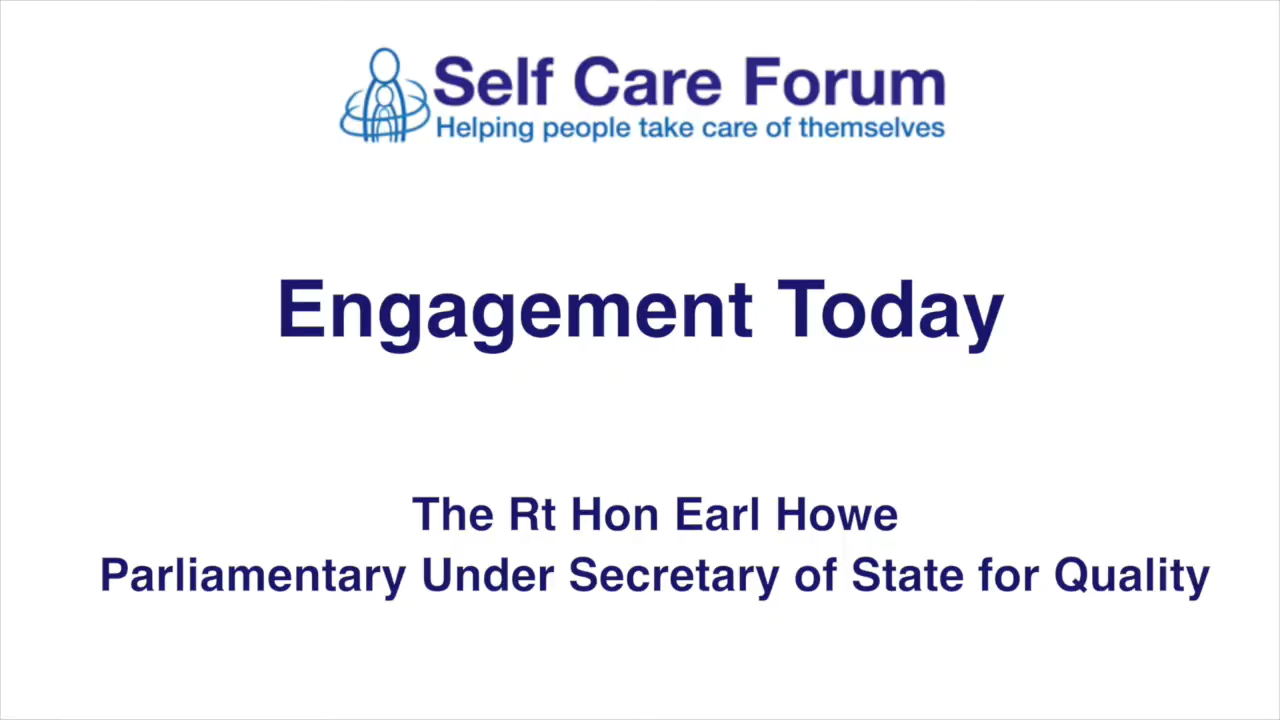 Self Care Forum
Helping people take care of themselves
Engagement Today
The Rt Hon Earl Howe
Parliamentary Under Secretary of State for Quality